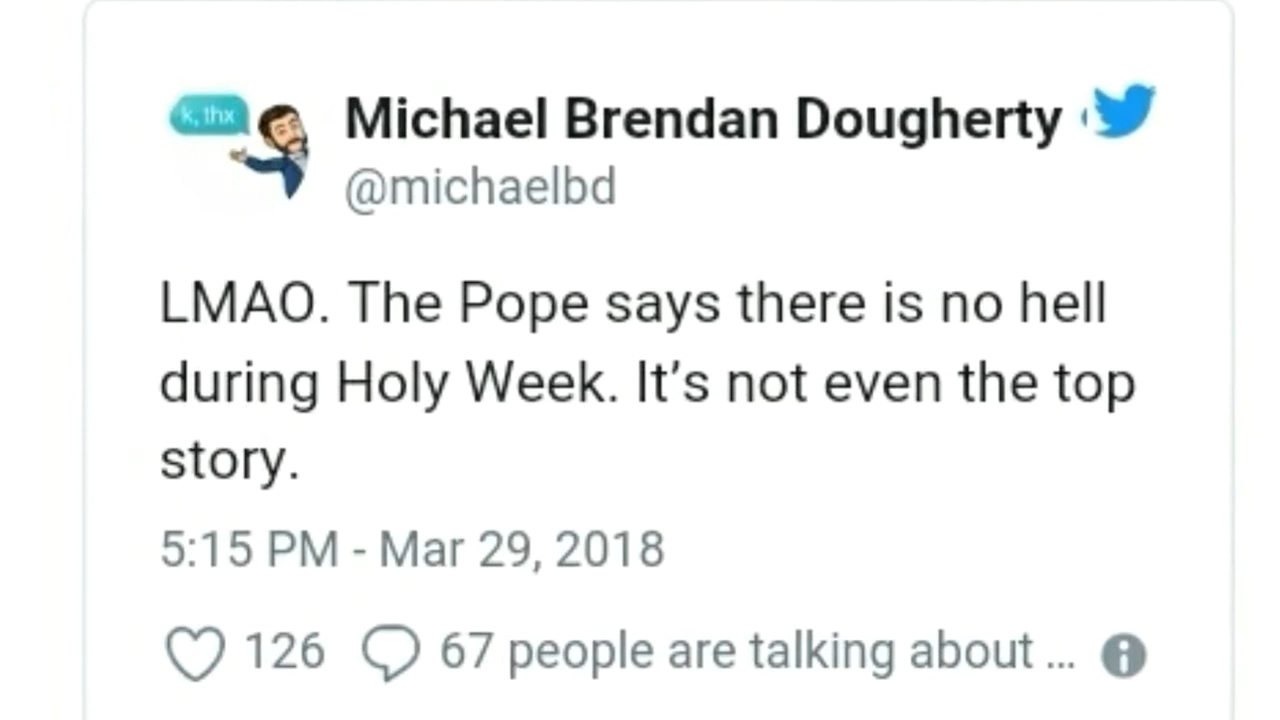 k, thx
Michael Brendan Dougherty
@michaelbd
LMAO. The Pope says there is no hell
during Holy Week. It’s not even the top
story.
5:15 PM - Mar 29, 2018
126 67 people are talking about ...